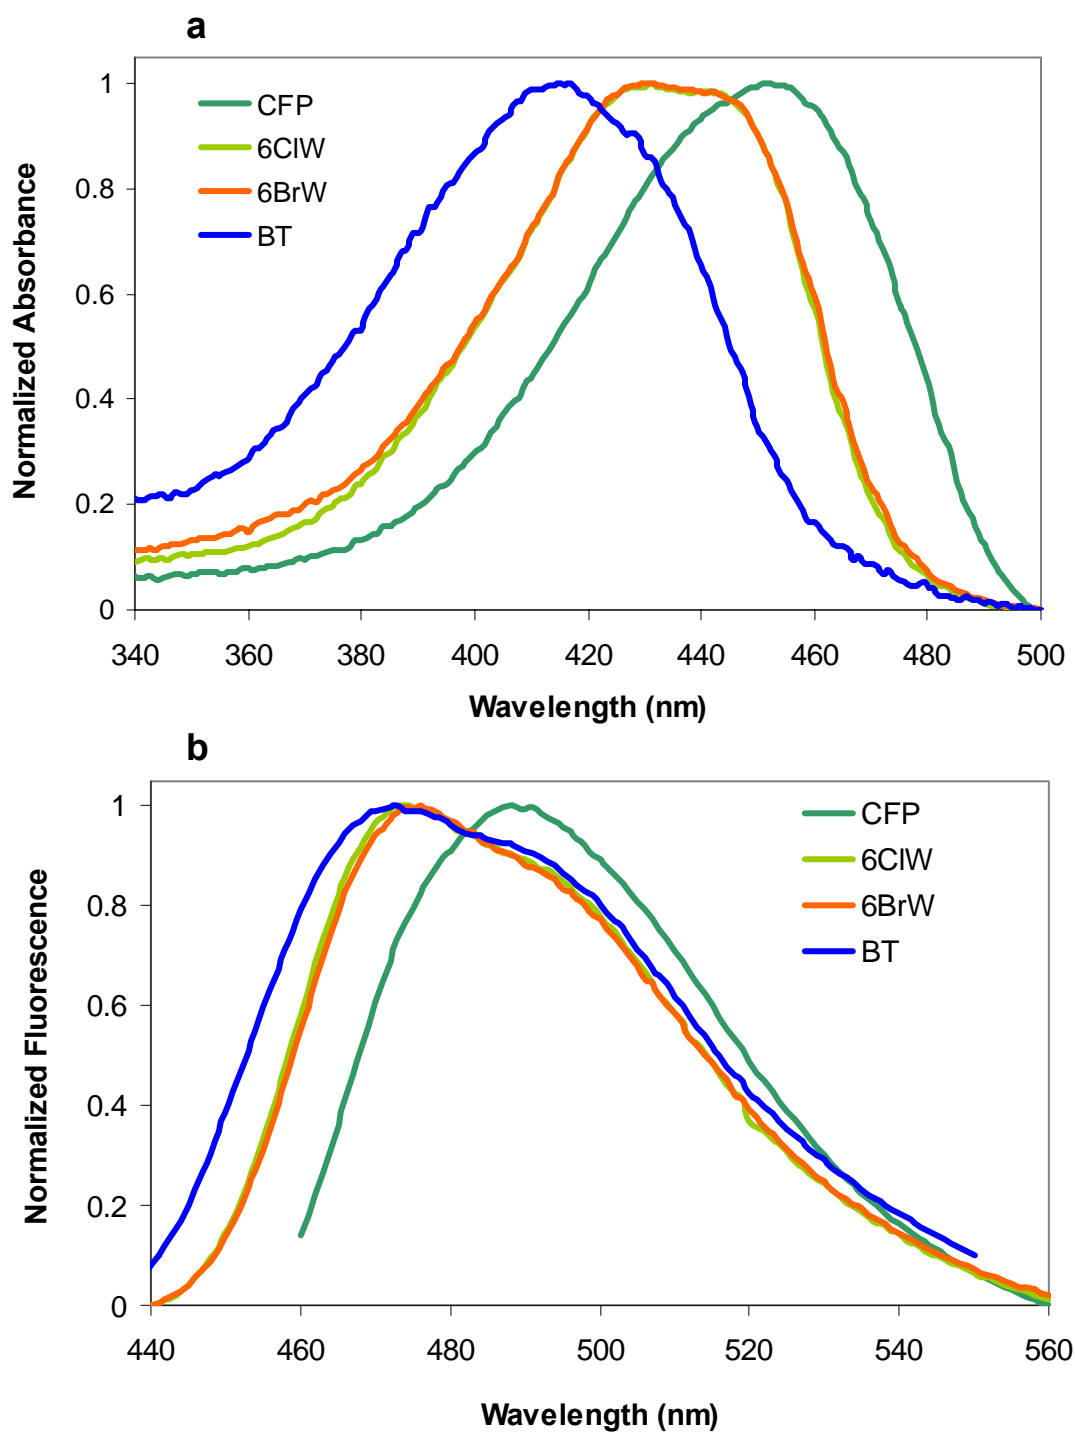 a
Normalized Absorbance
1
0.8
0.6
0.4
0.2
0
CFP
6ClW
6BrW
BT
340 360 380 400 420 440 460 480 500
Wavelength (nm)
b
Normalized Fluorescence
1
0.8
0.6
0.4
0.2
0
CFP
6ClW
6BrW
BT
440 460 480 500 520 540 560
Wavelength (nm)